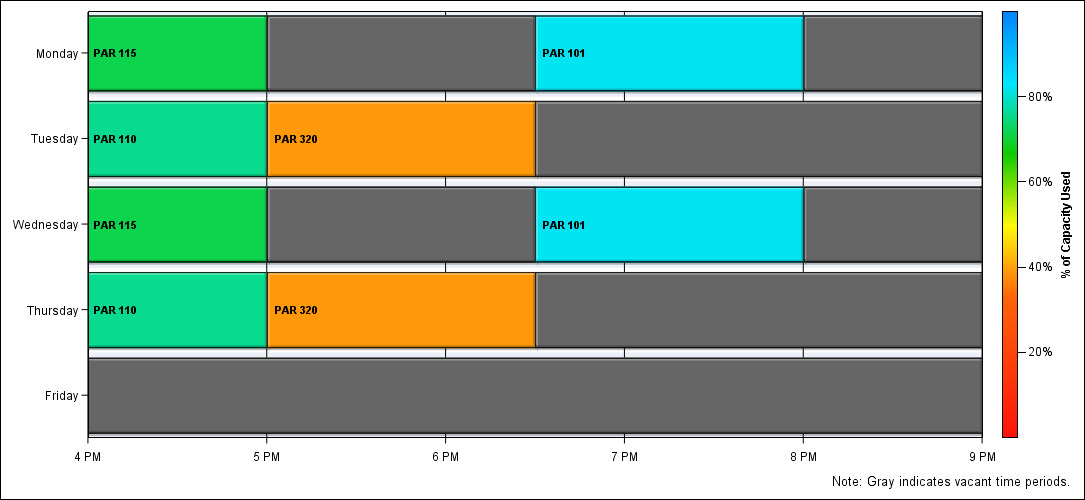 Monday
PAR 115
PAR 101
Tuesday
PAR 110
PAR 320
Wednesday
PAR 115
PAR 101
Thursday
PAR 110
PAR 320
Friday
4 PM
5 PM
6 PM
7 PM
8 PM
9 PM
80%
60%
40%
20%
% of Capacity Used
Note: Gray indicates vacant time periods.